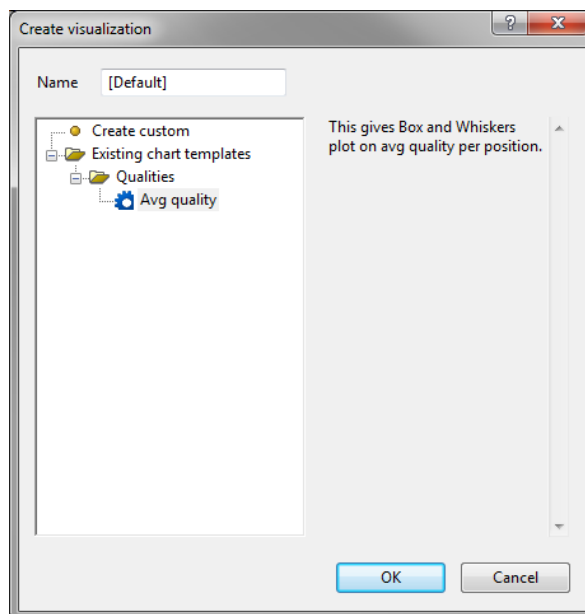 Create visualization
Name [Default]
Create custom
Existing chart templates
Qualities
Avg quality
This gives Box and Whiskers
plot on avg quality per position.
OK Cancel